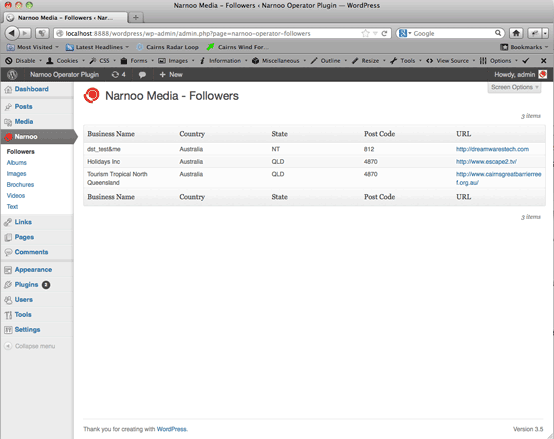 Narnoo Media - Followers ‹ Narnoo Operator Plugin — WordPress
Narnoo Media - Followers ‹ Nar...
localhost:8888/wordpress/wp-admin/admin.php?page=narnoo-operator-followers
Google
Most Visited Latest Headlines Cairns Radar Loop Cairns Wind For... Bookmarks
Disable Cookies CSS Forms Images Information Miscellaneous Outline Resize Tools View Source Options
Narnoo Operator Plugin 4 + New Howdy, admin
Screen Options
Dashboard
Posts
Media
Narnoo
Followers
Albums
Images
Brochures
Videos
Text
Links
Pages
Comments
Appearance
Plugins 3
Users
Tools
Settings
Collapse menu
Narnoo Media - Followers
3 items
Business Name Country State Post Code URL
dst_test&me Australia NT 812 http://dreamwarestech.com
Holidays Inc Australia QLD 4870 http://www.escape2.tv/
Tourism Tropical North Australia QLD 4870 http://www.cairnsgreatbarrierree
Queensland f.org.au/
Business Name Country State Post Code URL
3 items
Thank you for creating with WordPress. Version 3.5